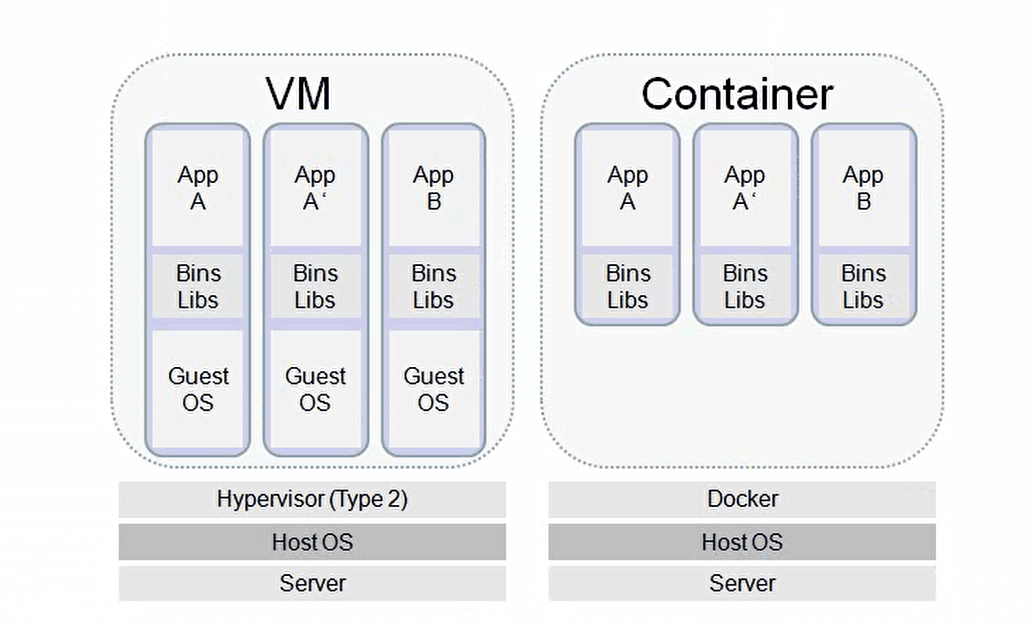 VM
App
A
App
A‘
App
B
Bins
Libs
Bins
Libs
Bins
Libs
Guest
OS
Guest
OS
Guest
OS
Hypervisor (Type 2)
Host OS
Server
Container
App
A
App
A‘
App
B
Bins
Libs
Bins
Libs
Bins
Libs
Docker
Host OS
Server